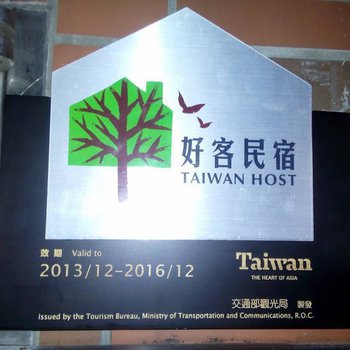 好客民宿
TAIWAN HOST
效期 Valid to
2013/12-2016/12
Taiwan
THE HEART OF ASIA
交通部觀光局 製發
Issued by the Tourism Bureau, Ministry of Transportation and Communications, R.O.C.